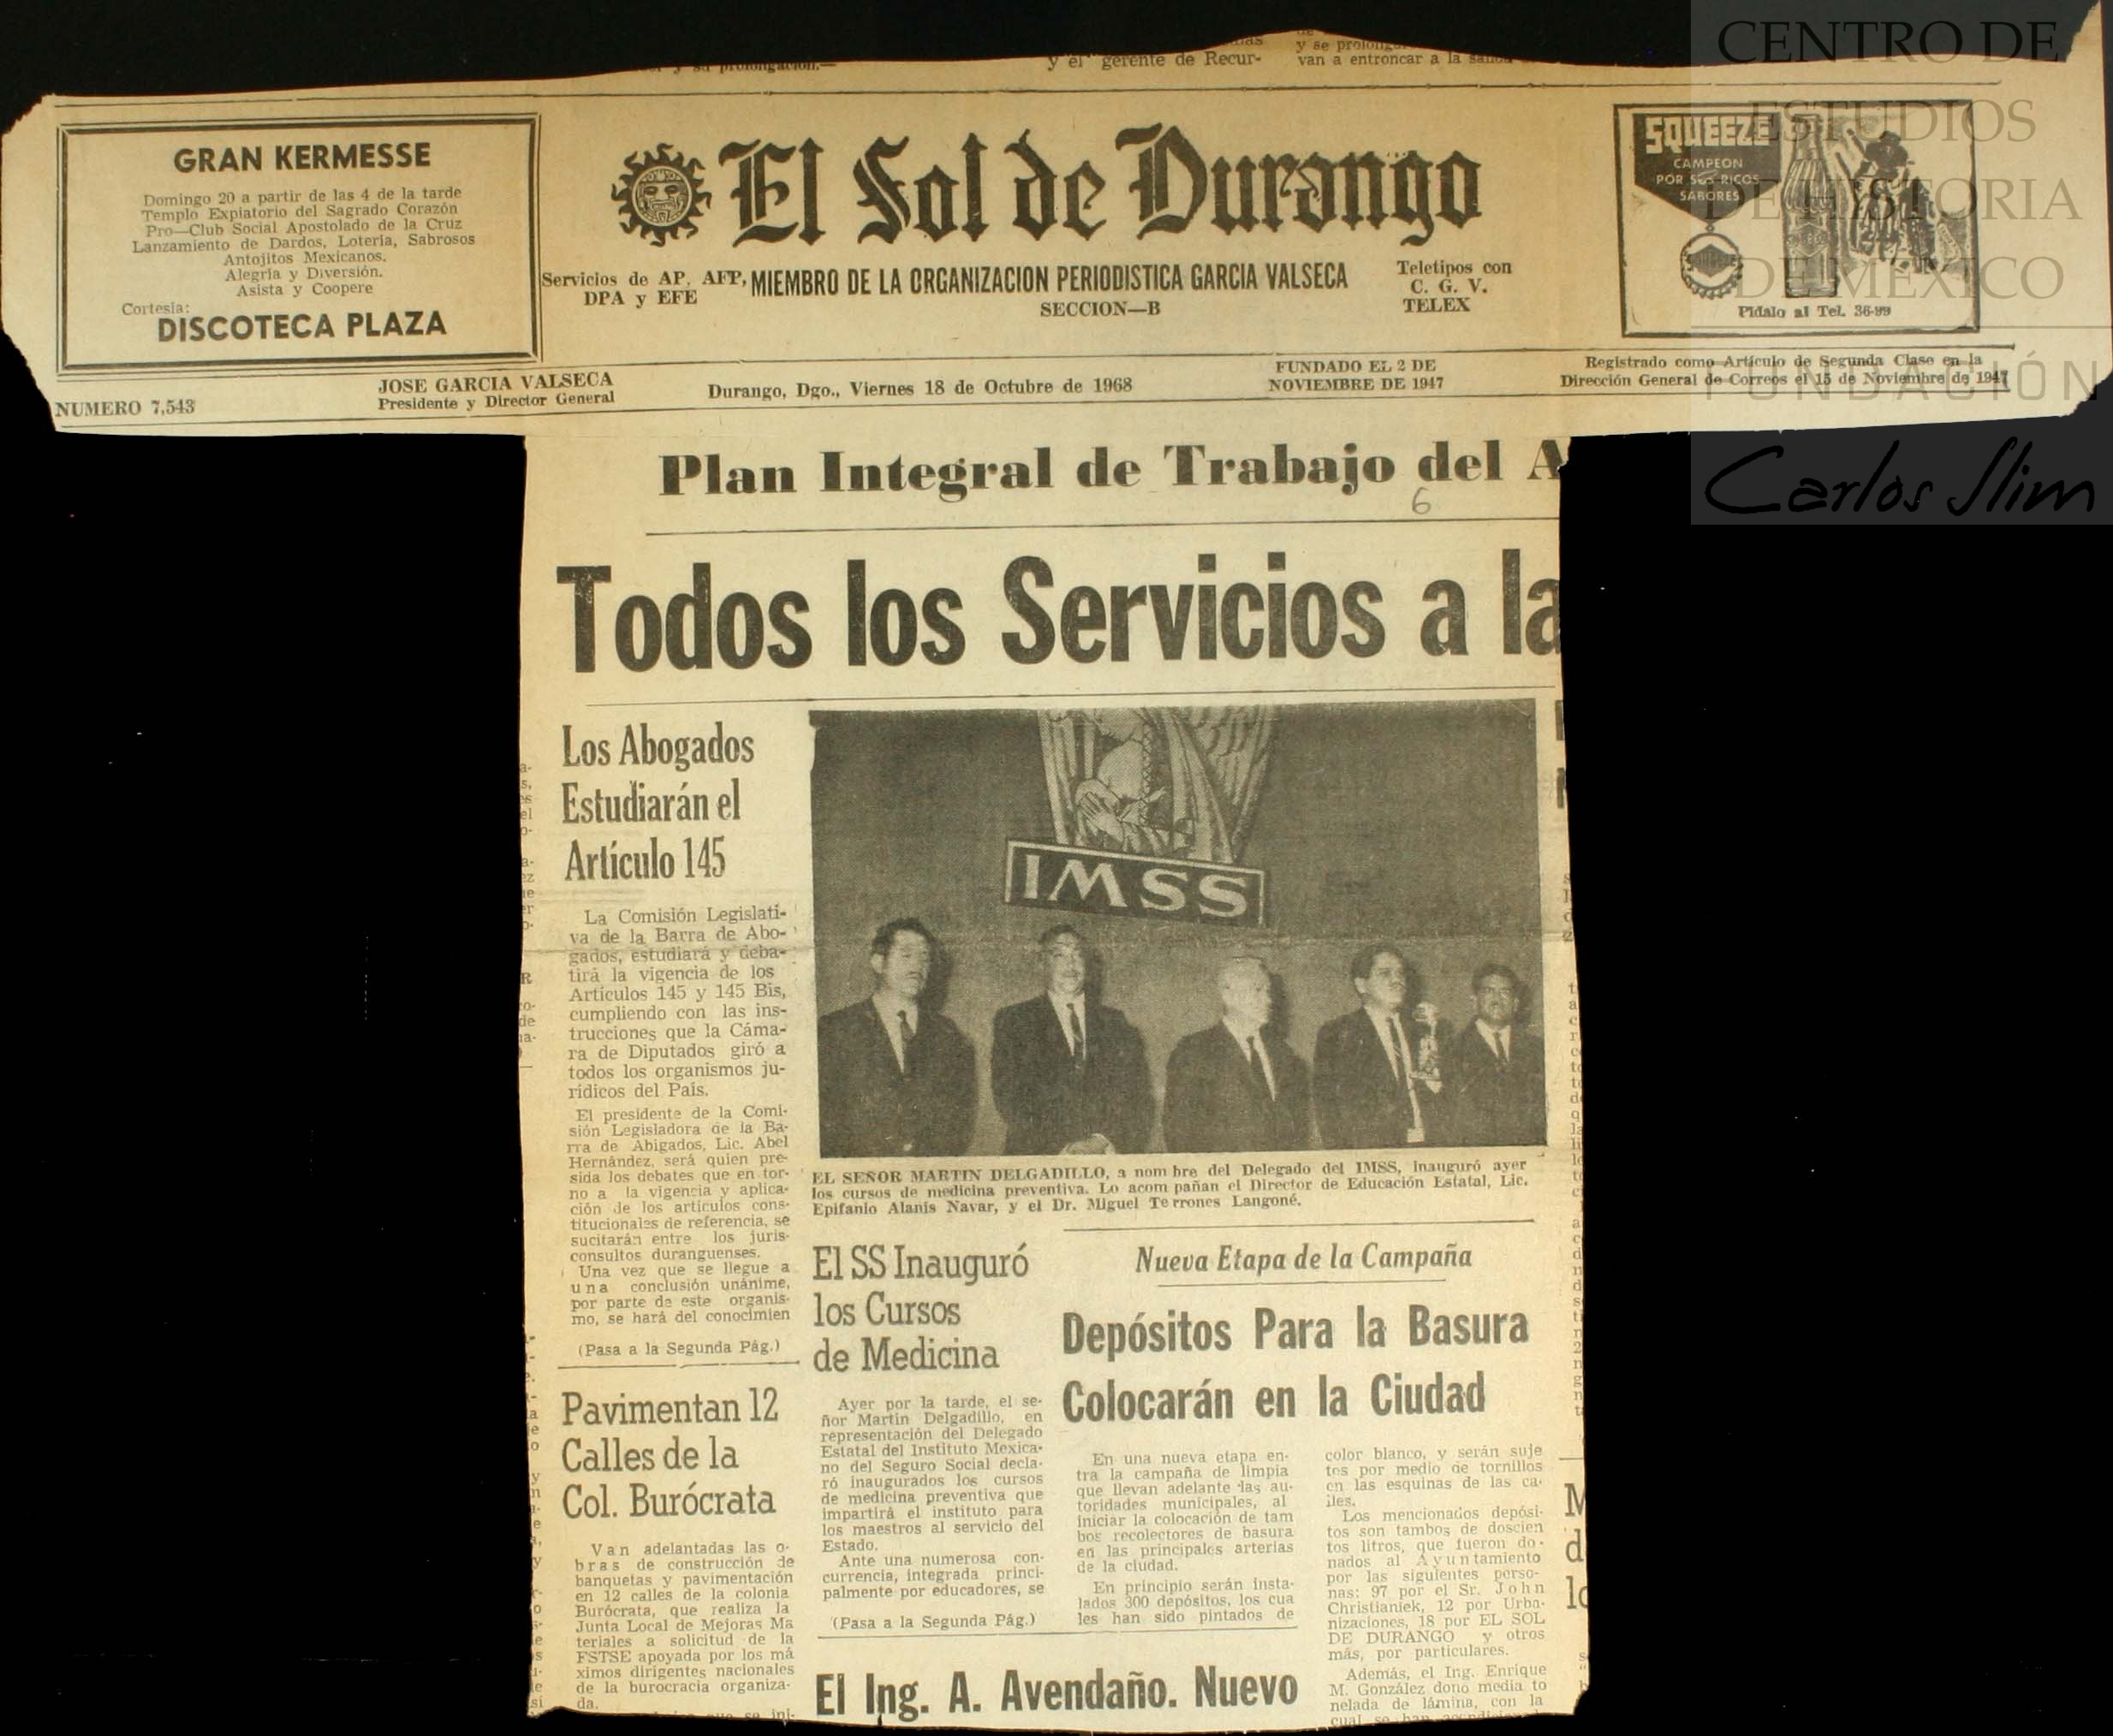 y su prolongación.—
y el gerente de Recur-
van a entroncar a la
GRAN KERMESSE
Domingo 20 a partir de las 4 de la tarde
Templo Expiatorio del Sagrado Corazón
Pro—Club Social Apostolado de la Cruz
Lanzamiento de Dardos, Lotería, Sabrosos
Antojitos Mexicanos.
Alegría y Diversión.
Asista y Coopere
Cortesía:
DISCOTECA PLAZA
El Sol de Durango
Servicios de AP, AFP,
DPA y EFE
MIEMBRO DE LA ORGANIZACION PERIODISTICA GARCIA VALSECA
SECCION—B
Teletipos con
C. G. V.
TELEX
SQUEEZE
CAMPEON
POR SUS RICOS
SABORES
Pídalo al Tel. 36-99
CENTRO DE
ESTUDIOS
DE HISTORIA
DE MÉXICO
FUNDACIÓN
Carlos Slim
NUMERO 7,543
JOSE GARCIA VALSECA
Presidente y Director General
Durango, Dgo., Viernes 18 de Octubre de 1968
FUNDADO EL 2 DE
NOVIEMBRE DE 1947
Registrado como Artículo de Segunda Clase en la
Dirección General de Correos el 15 de Noviembre de 1947
Plan Integral de Trabajo del A
6
Todos los Servicios a la
Los Abogados
Estudiarán el
Artículo 145
La Comisión Legislati-
va de la Barra de Abo-
gados, estudiará y deba-
tirá la vigencia de los
Artículos 145 y 145 Bis,
cumpliendo con las ins-
trucciones que la Cáma-
ra de Diputados giró a
todos los organismos ju-
rídicos del País.
El presidente de la Comi-
sión Legisladora de la Ba-
rra de Abigados, Lic. Abel
Hernández, será quien pre-
sida los debates que en tor-
no a la vigencia y aplica-
ción de los artículos cons-
titucionales de referencia, se
sucitarán entre los juris-
consultos duranguenses.
Una vez que se llegue a
una conclusión unánime,
por parte de este organis-
mo, se hará del conocimien
(Pasa a la Segunda Pág.)
Pavimentan 12
Calles de la
Col. Burócrata
Van adelantadas las o-
bras de construcción de
banquetas y pavimentación
en 12 calles de la colonia
Burócrata, que realiza la
Junta Local de Mejoras Ma
teriales a solicitud de la
FSTSE apoyada por los má
ximos dirigentes nacionales
de la burocracia organiza-
da.
IMSS
EL SEÑOR MARTIN DELGADILLO, a nom bre del Delegado del IMSS, inauguró ayer
los cursos de medicina preventiva. Lo acom pañan el Director de Educación Estatal, Lic.
Epifanio Alanís Navar, y el Dr. Miguel Te rrones Langoné.
El SS Inauguró
los Cursos
de Medicina
Ayer por la tarde, el se-
ñor Martín Delgadillo, en
representación del Delegado
Estatal del Instituto Mexica-
no del Seguro Social decla-
ró inaugurados los cursos
de medicina preventiva que
impartirá el instituto para
los maestros al servicio del
Estado.
Ante una numerosa con-
currencia, integrada princi-
palmente por educadores, se
(Pasa a la Segunda Pág.)
Nueva Etapa de la Campaña
Depósitos Para la Basura
Colocarán en la Ciudad
En una nueva etapa en-
tra la campaña de limpia
que llevan adelante las au-
toridades municipales, al
iniciar la colocación de tam
bos recolectores de basura
en las principales arterias
de la ciudad.
En principio serán insta-
lados 300 depósitos, los cua
les han sido pintados de
color blanco, y serán suje
tos por medio de tornillos
en las esquinas de las ca-
lles.
Los mencionados depósi-
tos son tambos de doscien
tos litros, que fueron do-
nados al Ayuntamiento
por las siguientes perso-
nas: 97 por el Sr. John
Christianiek, 12 por Urba-
nizaciones, 18 por EL SOL
DE DURANGO y otros
más, por particulares.
Además, el Ing. Enrique
M. González dono media to
nelada de lámina, con la
El Ing. A. Avendaño. Nuevo